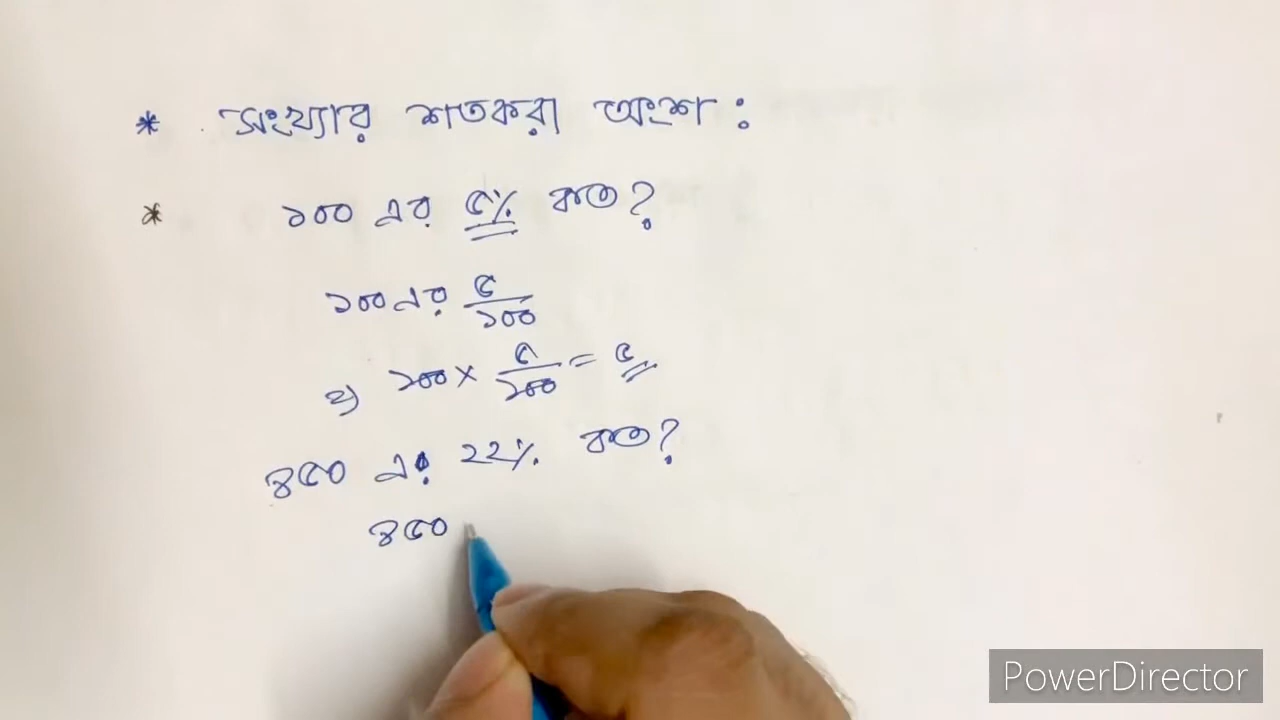 * সংখ্যার শতকরা অংশ :
* ১০০ এর ৫% কত?
১০০ এর ৫/১০০
বা) ১০০ × ৫/১০০ = ৫
৪৫০ এর ২২% কত?
৪৫০
PowerDirector